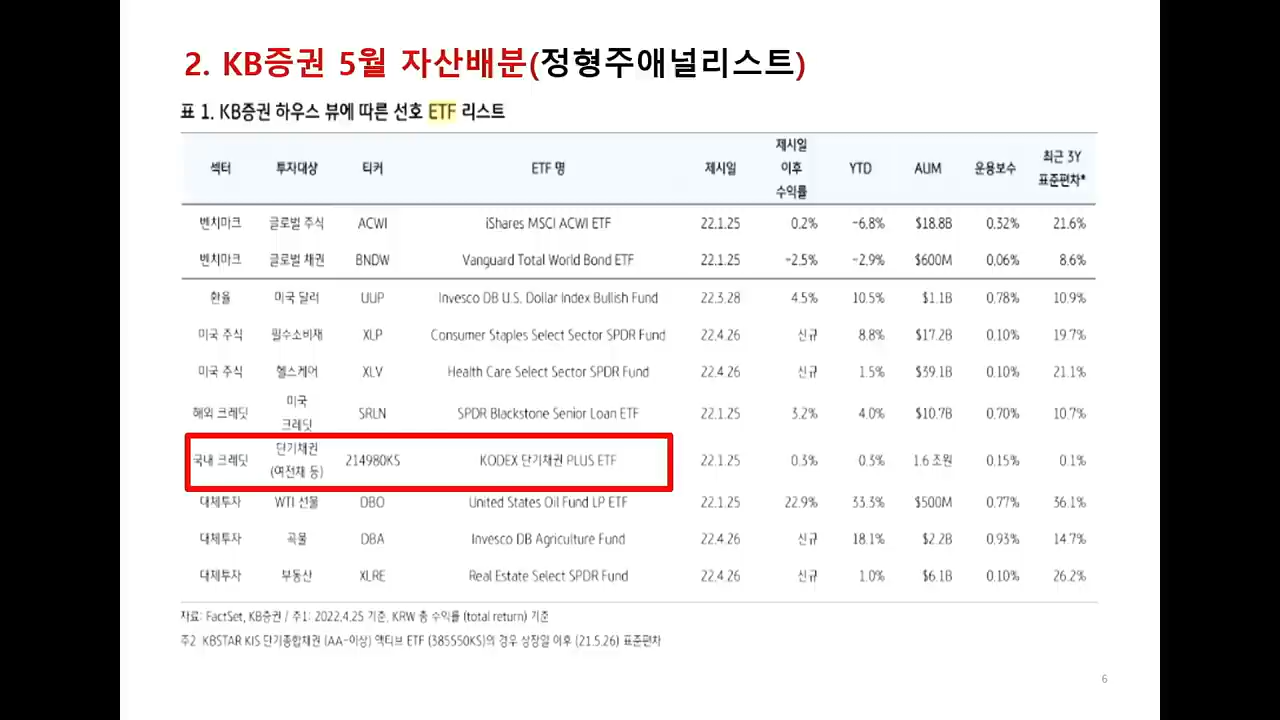 2. KB증권 5월 자산배분(정형주애널리스트)
표 1. KB증권 하우스 뷰에 따른 선호 ETF 리스트
섹터 투자대상 티커 ETF 명 제시일 제시일 이후 수익률 YTD AUM 운용보수 최근 3Y 표준편차*
벤치마크 글로벌 주식 ACWI iShares MSCI ACWI ETF 22.1.25 0.2% -6.8% $18.8B 0.32% 21.6%
벤치마크 글로벌 채권 BNDW Vanguard Total World Bond ETF 22.1.25 -2.5% -2.9% $600M 0.06% 8.6%
환율 미국 달러 UUP Invesco DB U.S. Dollar Index Bullish Fund 22.3.28 4.5% 10.5% $1.1B 0.78% 10.9%
미국 주식 필수소비재 XLP Consumer Staples Select Sector SPDR Fund 22.4.26 신규 8.8% $17.2B 0.10% 19.7%
미국 주식 헬스케어 XLV Health Care Select Sector SPDR Fund 22.4.26 신규 1.5% $39.1B 0.10% 21.1%
해외 크레딧 미국 크레딧 SRLN SPDR Blackstone Senior Loan ETF 22.1.25 3.2% 4.0% $10.7B 0.70% 10.7%
국내 크레딧 단기채권 (여전채 등) 214980KS KODEX 단기채권 PLUS ETF 22.1.25 0.3% 0.3% 1.6 조원 0.15% 0.1%
대체투자 WTI 선물 DBO United States Oil Fund LP ETF 22.1.25 22.9% 33.3% $500M 0.77% 36.1%
대체투자 곡물 DBA Invesco DB Agriculture Fund 22.4.26 신규 18.1% $2.2B 0.93% 14.7%
대체투자 부동산 XLRE Real Estate Select SPDR Fund 22.4.26 신규 1.0% $6.1B 0.10% 26.2%
자료: FactSet, KB증권 / 주1: 2022.4.25 기준, KRW 총 수익률 (total return) 기준
주2 KBSTAR KIS 단기종합채권 (AA-이상) 액티브 ETF (385550KS)의 경우 상장일 이후 (21.5.26) 표준편차
6